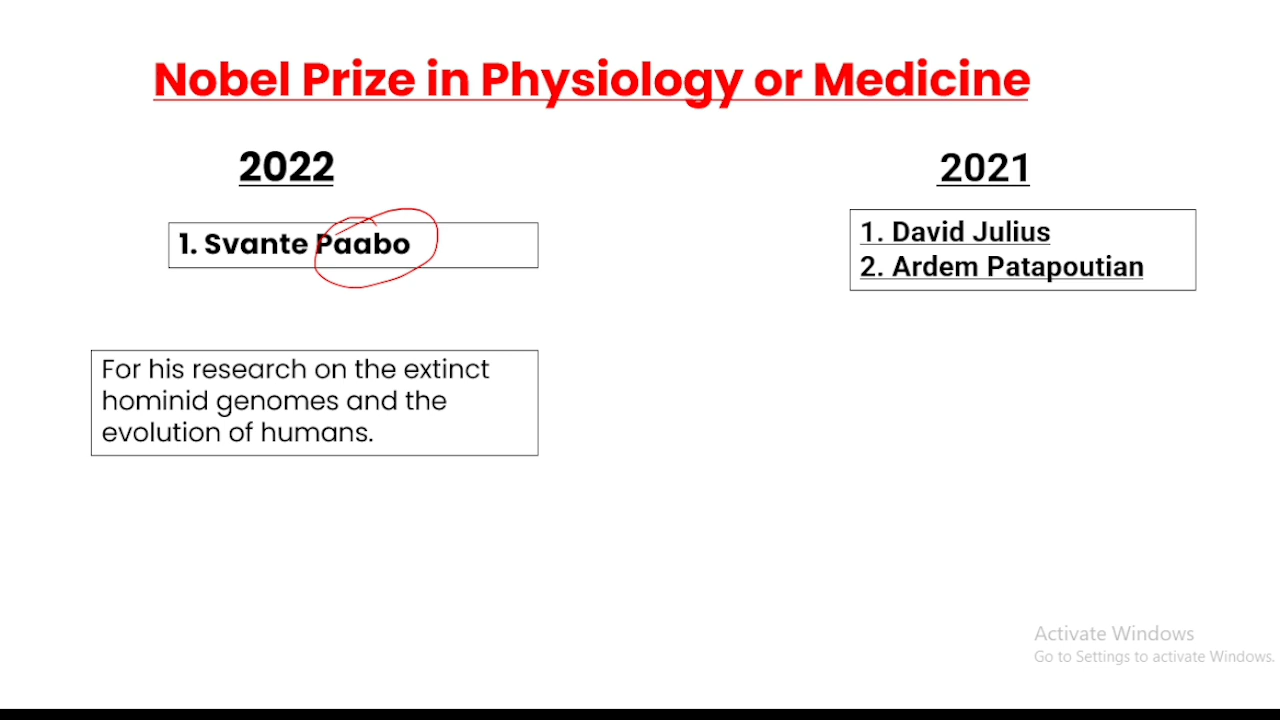 Nobel Prize in Physiology or Medicine
2022
1. Svante Paabo
For his research on the extinct
hominid genomes and the
evolution of humans.
2021
1. David Julius
2. Ardem Patapoutian
Activate Windows
Go to Settings to activate Windows.